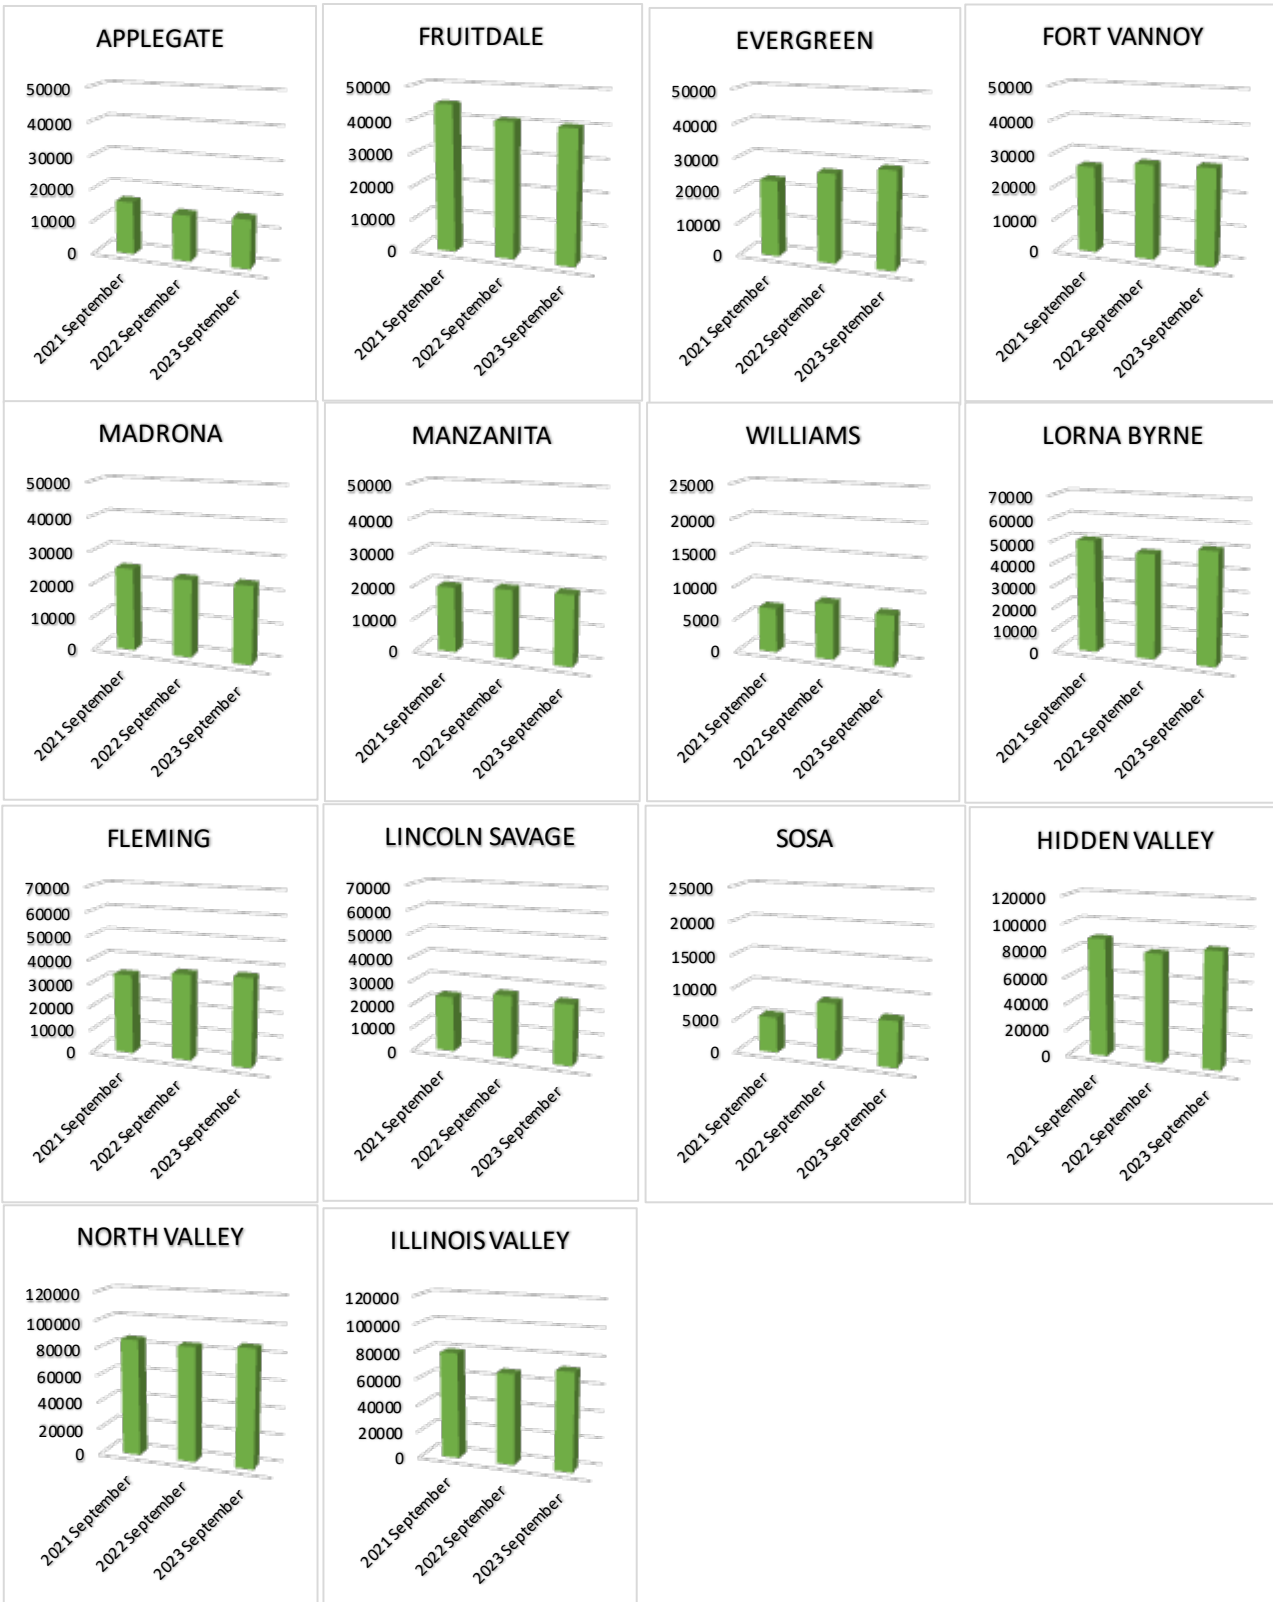 APPLEGATE
50000
40000
30000
20000
10000
0
2021 September
2022 September
2023 September
FRUITDALE
50000
40000
30000
20000
10000
0
2021 September
2022 September
2023 September
EVERGREEN
50000
40000
30000
20000
10000
0
2021 September
2022 September
2023 September
FORT VANNOY
50000
40000
30000
20000
10000
0
2021 September
2022 September
2023 September
MADRONA
50000
40000
30000
20000
10000
0
2021 September
2022 September
2023 September
MANZANITA
50000
40000
30000
20000
10000
0
2021 September
2022 September
2023 September
WILLIAMS
25000
20000
15000
10000
5000
0
2021 September
2022 September
2023 September
LORNA BYRNE
70000
60000
50000
40000
30000
20000
10000
0
2021 September
2022 September
2023 September
FLEMING
70000
60000
50000
40000
30000
20000
10000
0
2021 September
2022 September
2023 September
LINCOLN SAVAGE
70000
60000
50000
40000
30000
20000
10000
0
2021 September
2022 September
2023 September
SOSA
25000
20000
15000
10000
5000
0
2021 September
2022 September
2023 September
HIDDEN VALLEY
120000
100000
80000
60000
40000
20000
0
2021 September
2022 September
2023 September
NORTH VALLEY
120000
100000
80000
60000
40000
20000
0
2021 September
2022 September
2023 September
ILLINOIS VALLEY
120000
100000
80000
60000
40000
20000
0
2021 September
2022 September
2023 September